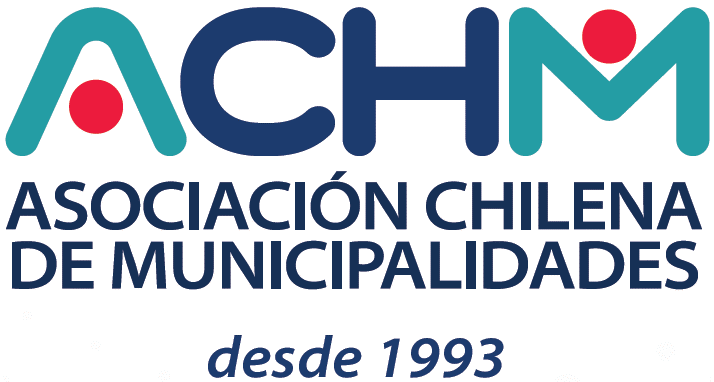 ACHM
ASOCIACIÓN CHILENA
DE MUNICIPALIDADES
desde 1993